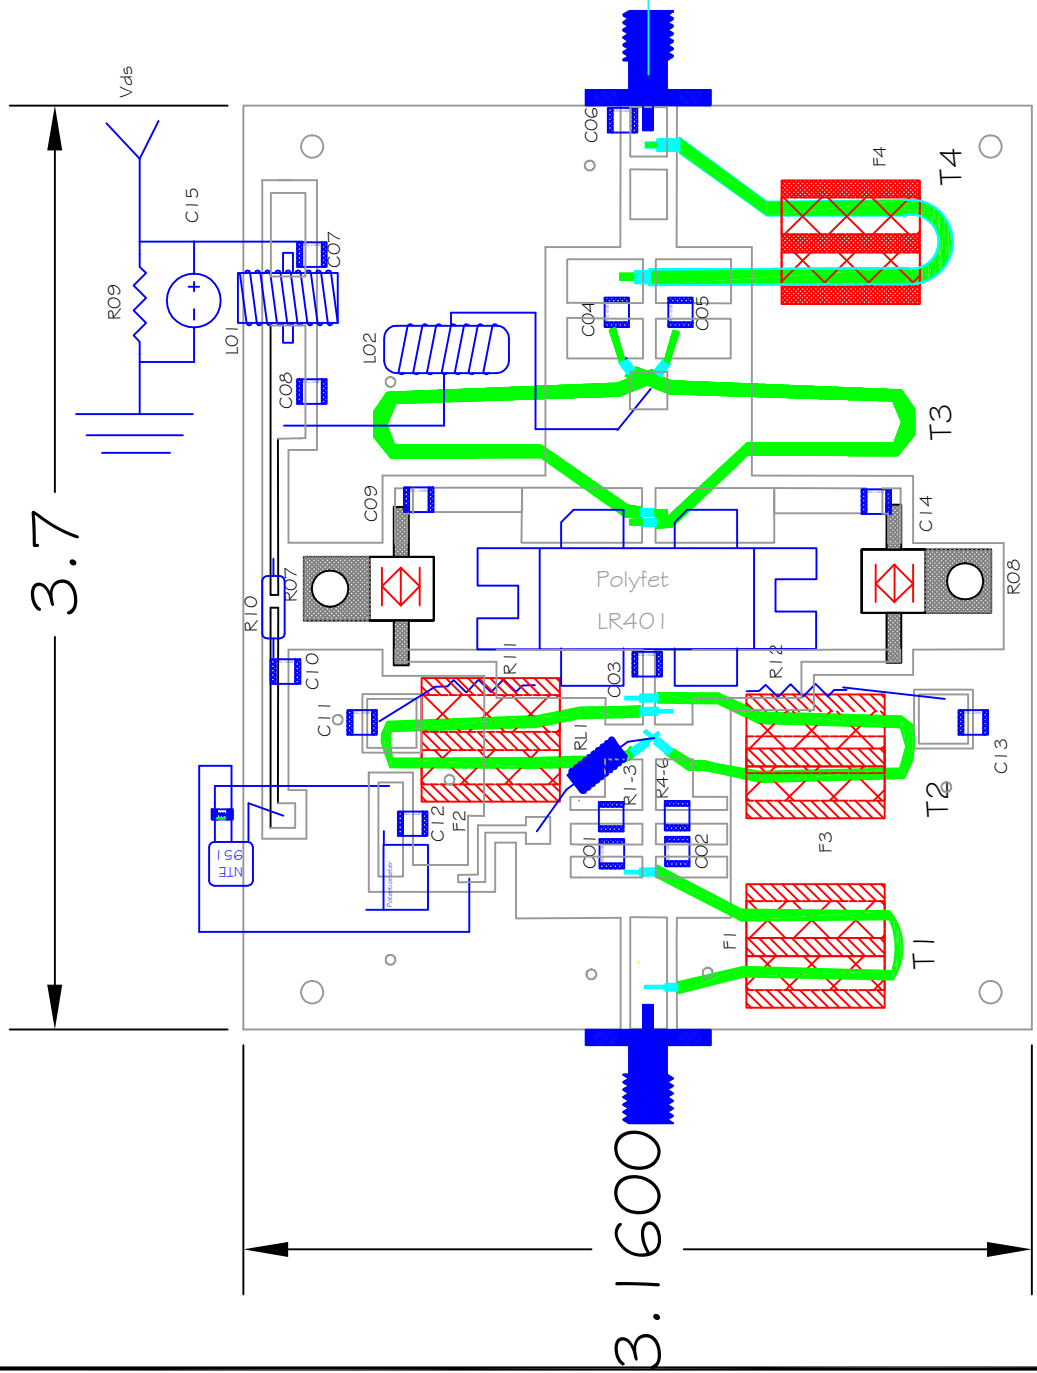 Vds
C06
F4
T4
C15
C07
R09
L01
L02
C04
C05
C08
T3
3.7
C09
C14
Polyfet
LR401
R07
R08
R10
R11
R12
C10
C03
C11
RL1
C13
R1-3
R4-6
T2
C12
F2
F3
NTE
951
C01
C02
Potentiometer
F1
T1
3.1600